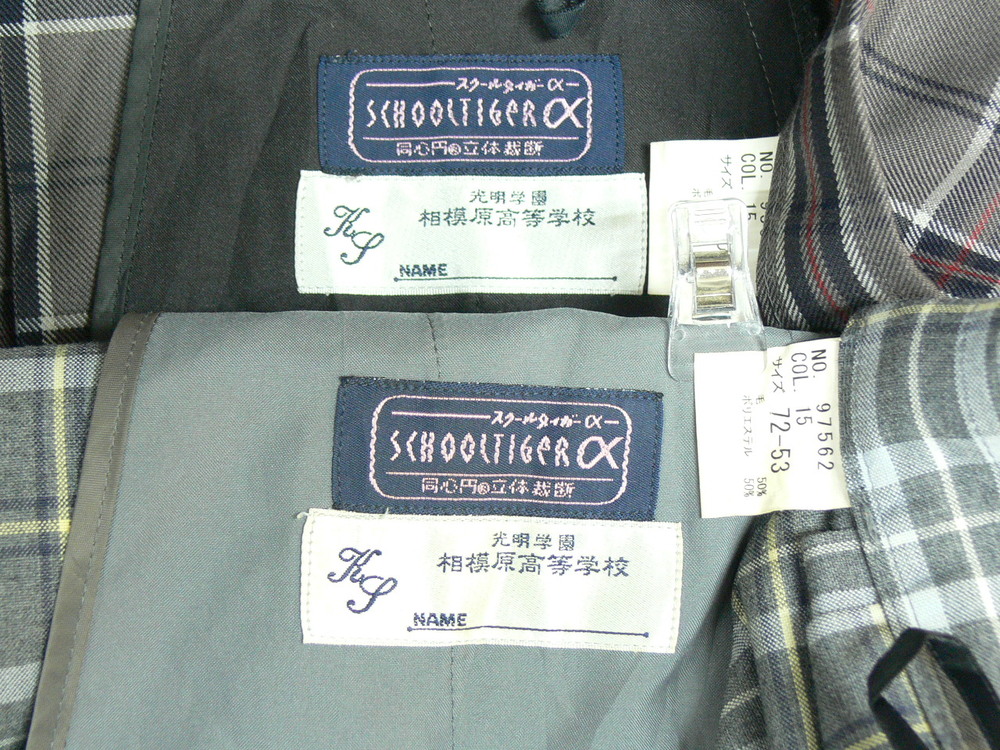 スクールタイガーα
SCHOOLTIGER α
同心円®立体裁断
光明学園
相模原高等学校
KS
NAME
NO.
COL. 15
サイズ
スクールタイガーα
SCHOOLTIGER α
同心円®立体裁断
光明学園
相模原高等学校
KS
NAME
NO. 97562
COL. 15
サイズ 72-53
毛 50%
ポリエステル 50%